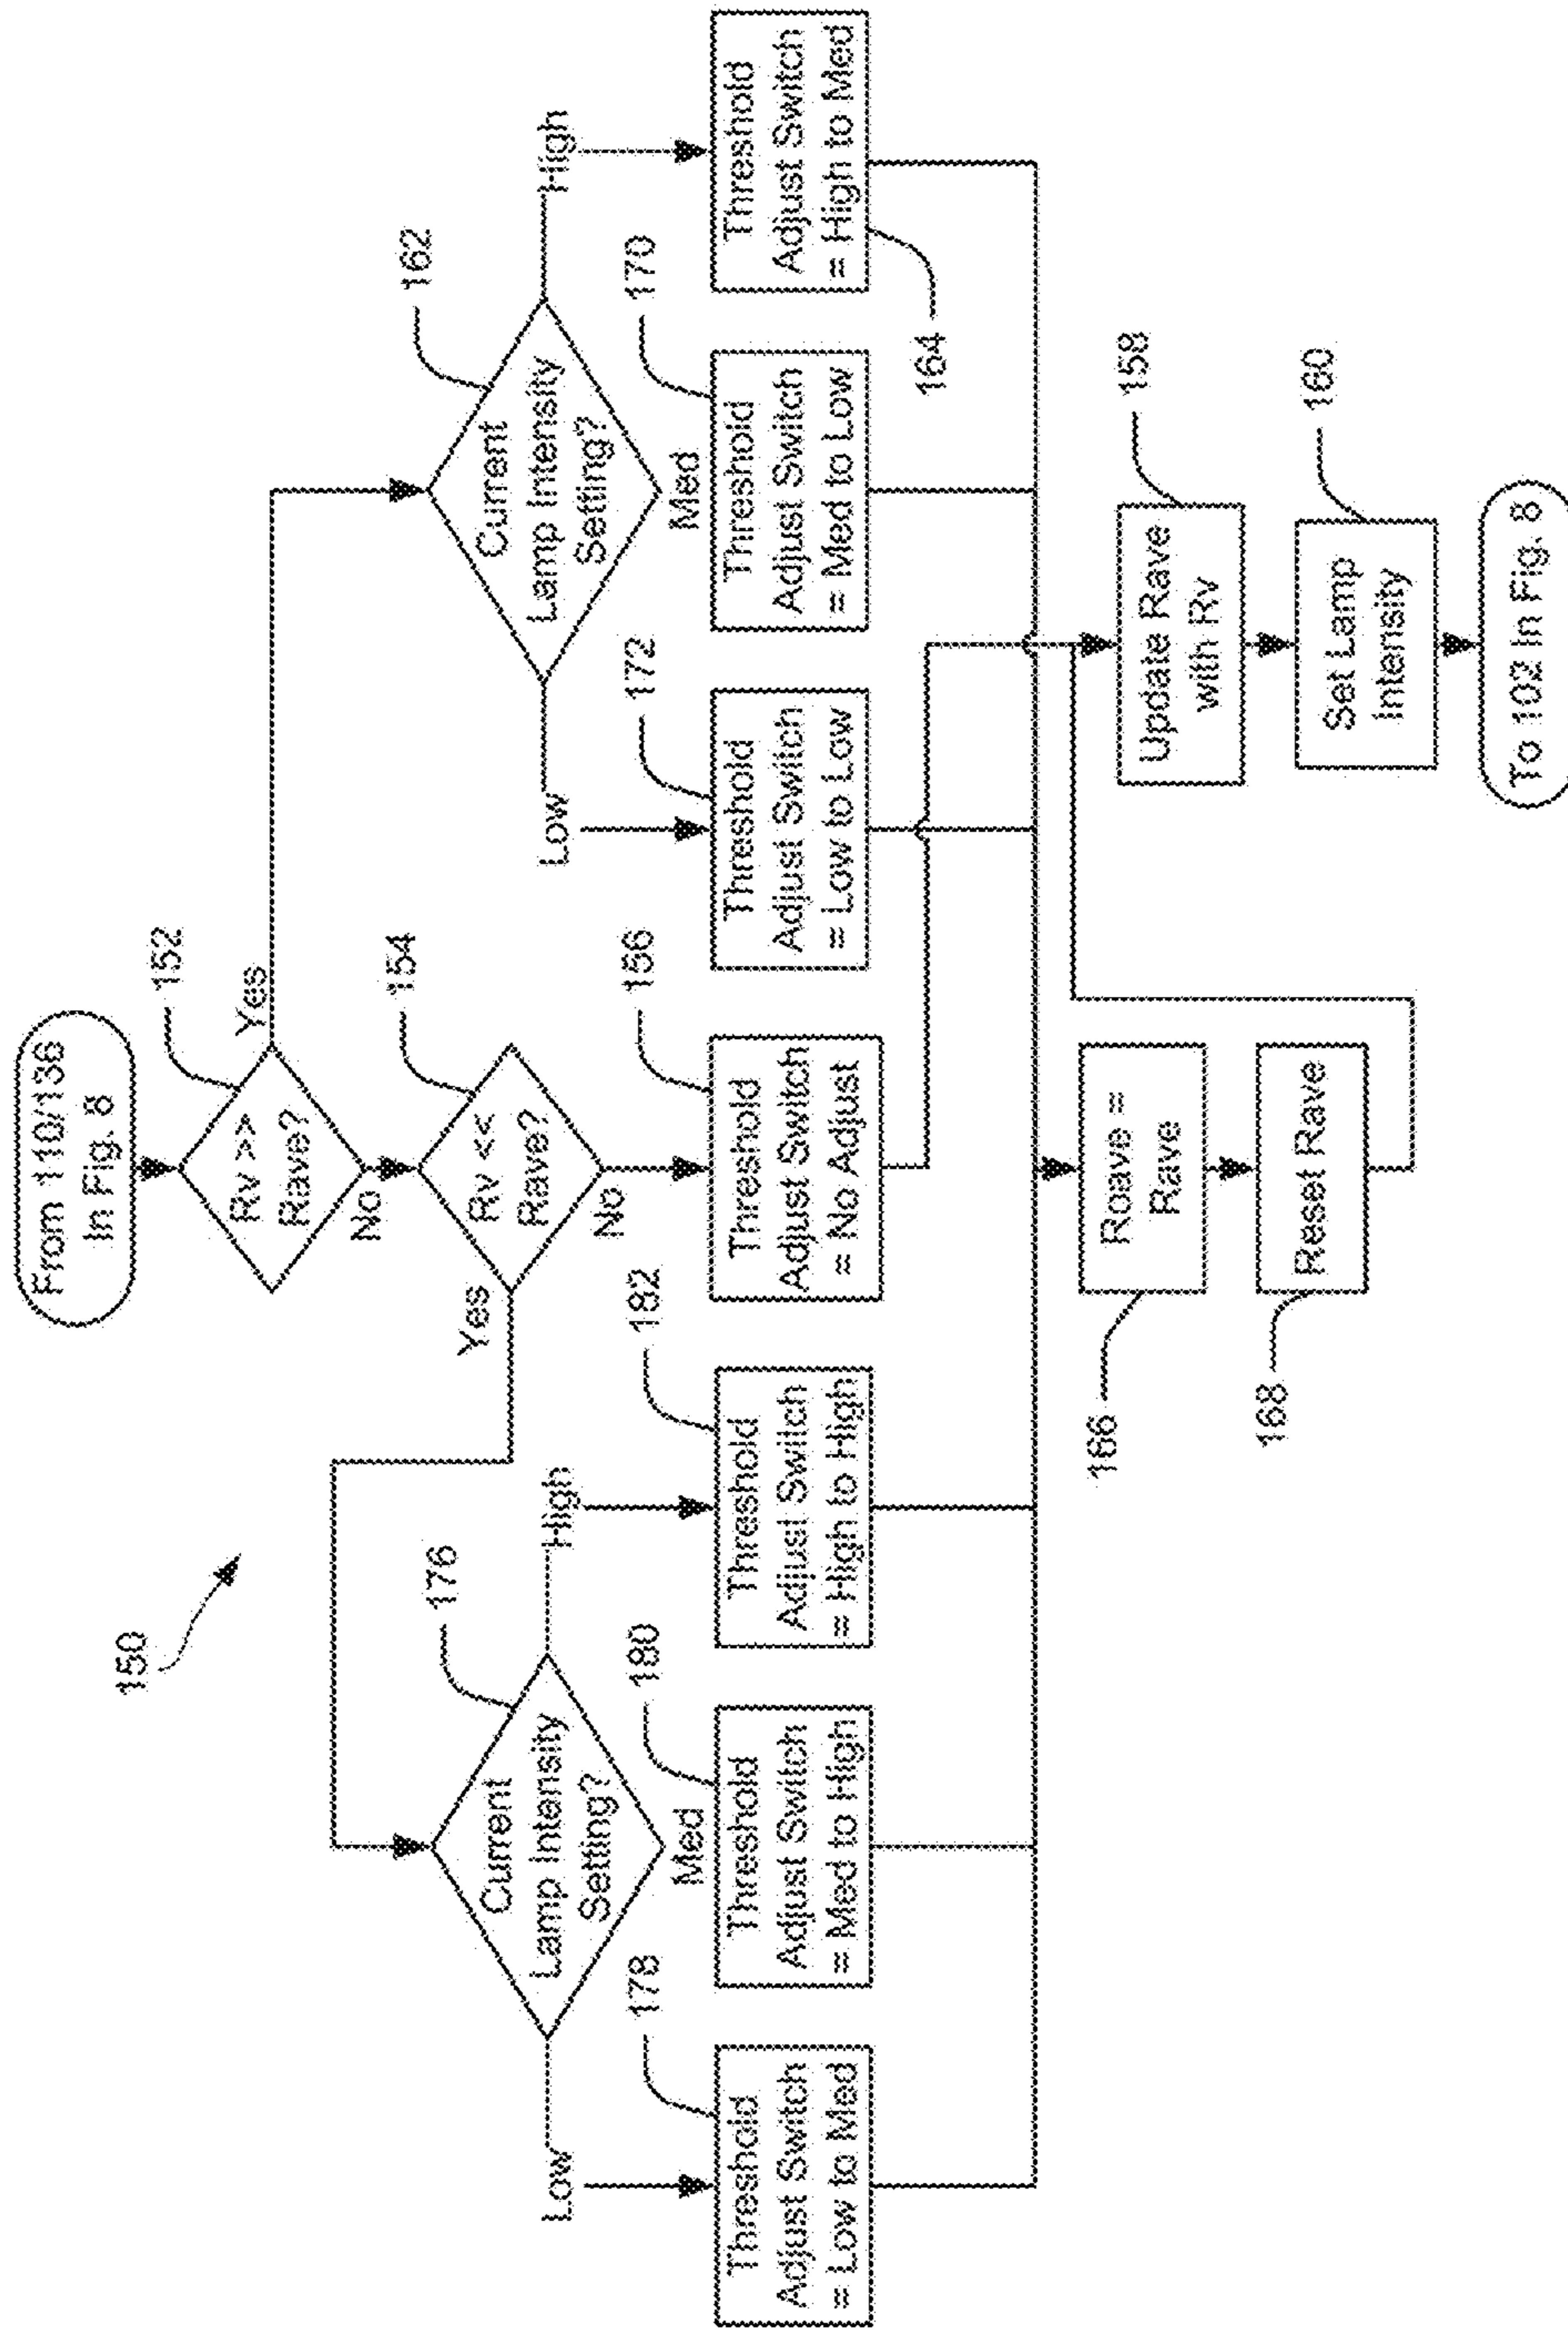 150
From 110/136
In Fig. 8
152
Rv >>
Rave?
Yes
No
154
Rv <<
Rave?
Yes
No
176
Current
Lamp Intensity
Setting?
Low
Med
High
162
Current
Lamp Intensity
Setting?
Low
Med
High
178
Threshold
Adjust Switch
= Low to Med
180
Threshold
Adjust Switch
= Med to High
182
Threshold
Adjust Switch
= High to High
156
Threshold
Adjust Switch
= No Adjust
172
Threshold
Adjust Switch
= Low to Low
170
Threshold
Adjust Switch
= Med to Low
164
Threshold
Adjust Switch
= High to Med
166
Roave =
Rave
168
Reset Rave
158
Update Rave
with Rv
160
Set Lamp
Intensity
To 102 In Fig. 8